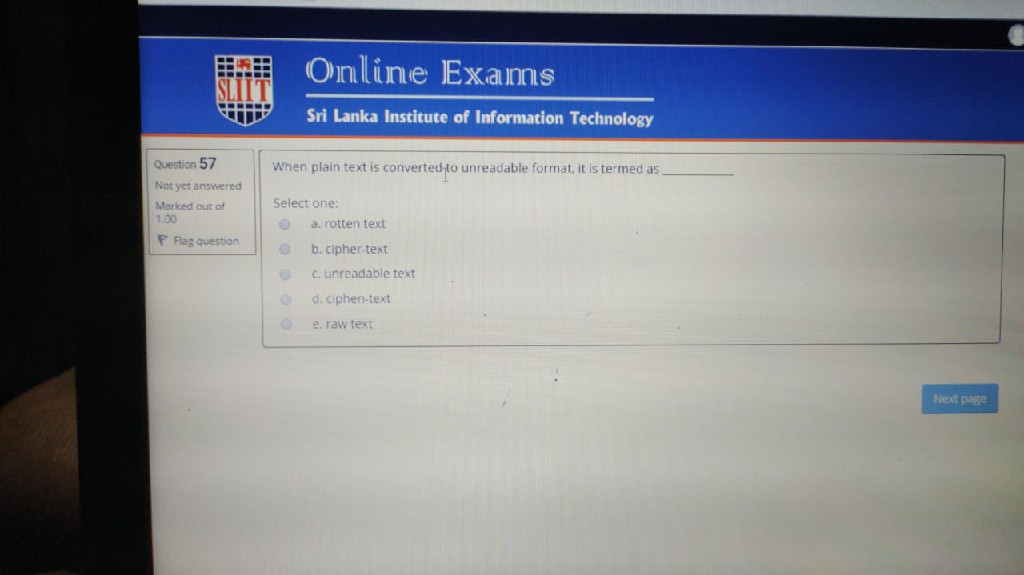 SLIIT
Online Exams
Sri Lanka Institute of Information Technology
Question 57
Not yet answered
Marked out of
1.00
Flag question
When plain text is converted to unreadable format, it is termed as __________
Select one:
a. rotten text
b. cipher-text
c. unreadable text
d. ciphen-text
e. raw text
Next page